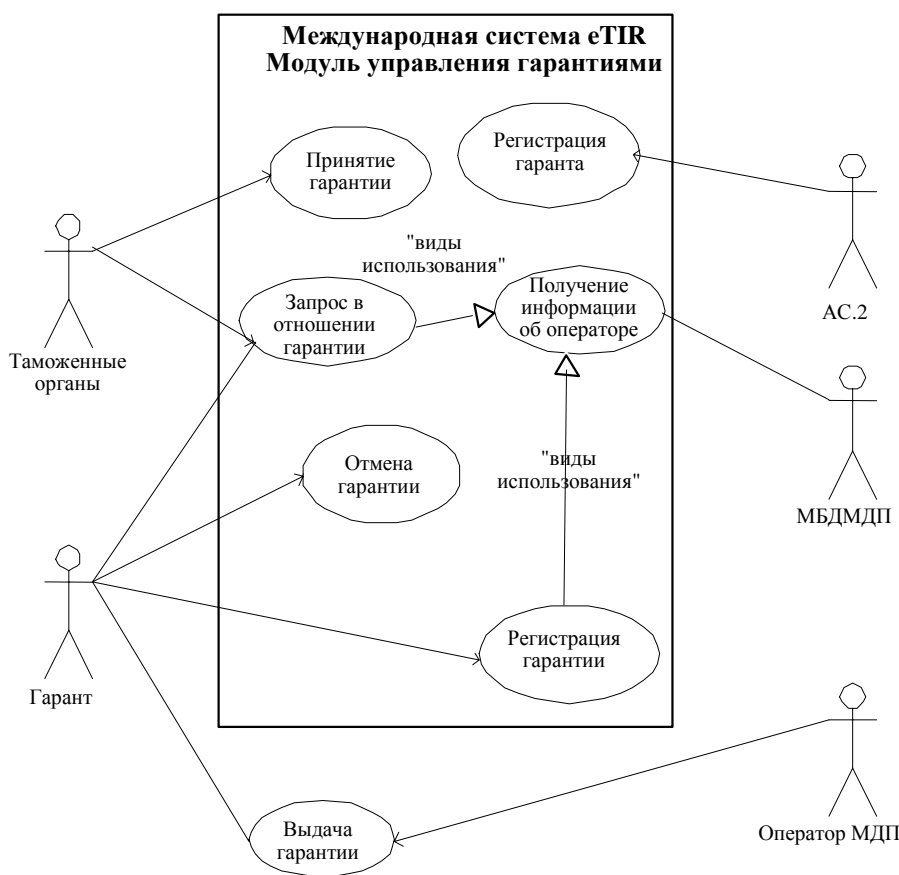 Международная система eTIR
Модуль управления гарантиями
Принятие
гарантии
Регистрация
гаранта
"виды
использования"
Запрос в
отношении
гарантии
Получение
информации
об операторе
АС.2
Таможенные
органы
Отмена
гарантии
"виды
использования"
МБДМДП
Регистрация
гарантии
Гарант
Выдача
гарантии
Оператор МДП